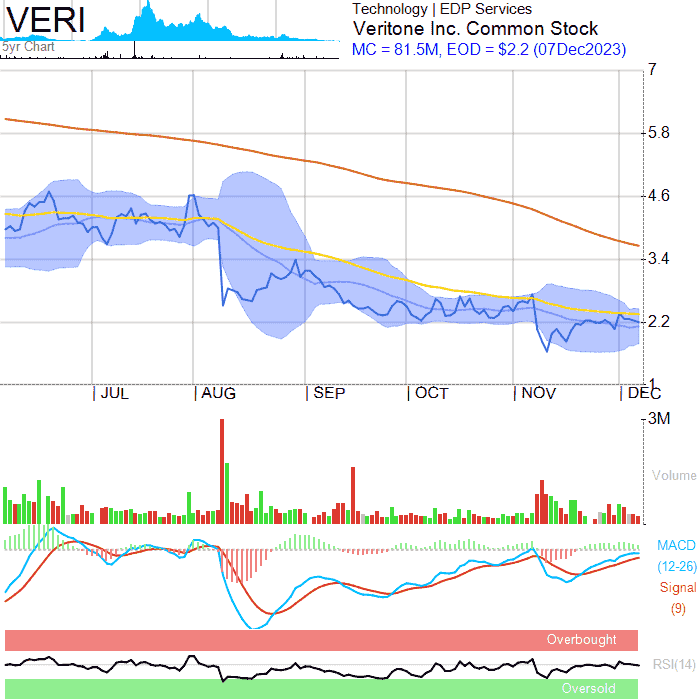 VERI
5yr Chart
Technology | EDP Services
Veritone Inc. Common Stock
MC = 81.5M, EOD = $2.2 (07Dec2023)
7
5.8
4.6
3.4
2.2
1
JUL AUG SEP OCT NOV DEC
3M
Volume
MACD
(12-26)
Signal
(9)
Overbought
RSI(14)
Oversold